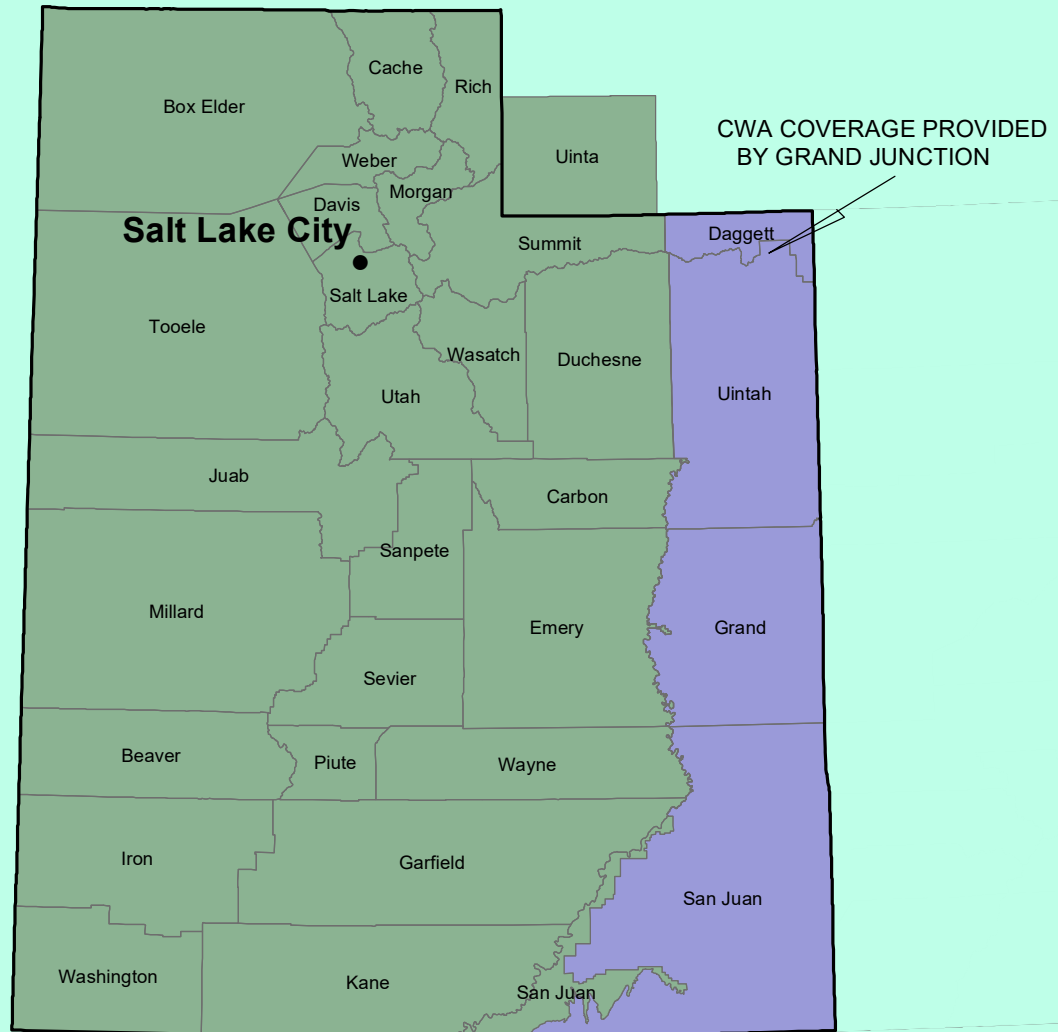 Cache
Rich
Box Elder
CWA COVERAGE PROVIDED
BY GRAND JUNCTION
Uinta
Weber
Morgan
Davis
Salt Lake City
Daggett
Summit
Salt Lake
Tooele
Wasatch
Duchesne
Uintah
Utah
Juab
Carbon
Sanpete
Millard
Emery
Grand
Sevier
Beaver
Piute
Wayne
Iron
Garfield
San Juan
Washington
Kane
San Juan